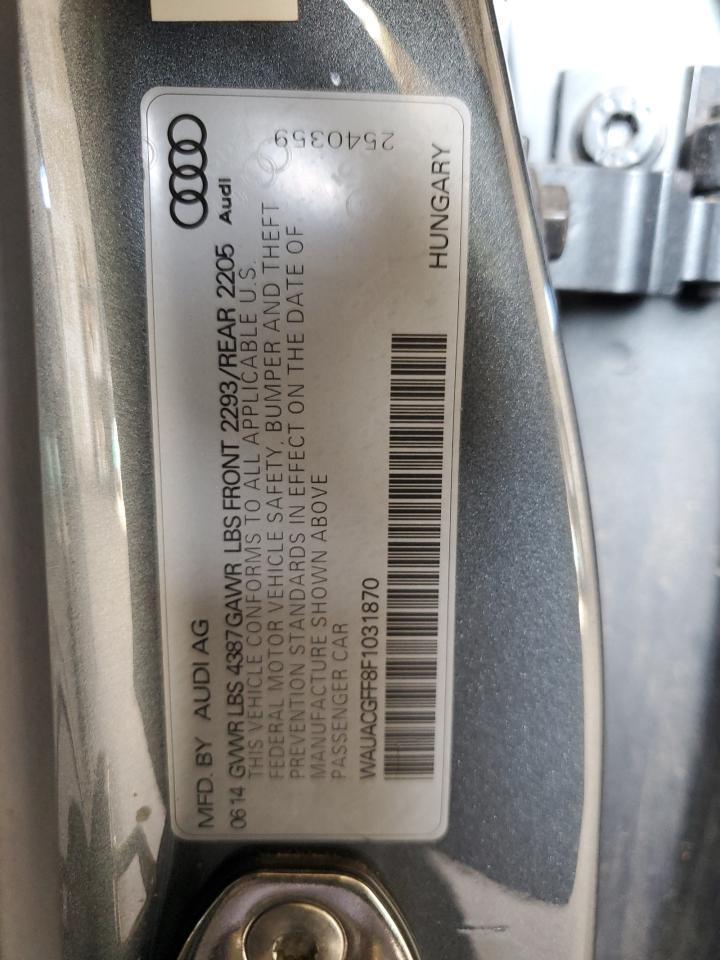 MFD. BY AUDI AG
Audi
0614 GVWR LBS 4387GAWR LBS FRONT 2293/REAR 2205
THIS VEHICLE CONFORMS TO ALL APPLICABLE U.S.
FEDERAL MOTOR VEHICLE SAFETY, BUMPER AND THEFT
PREVENTION STANDARDS IN EFFECT ON THE DATE OF
MANUFACTURE SHOWN ABOVE
PASSENGER CAR
WAUACGFF8F1031870
HUNGARY
2540359